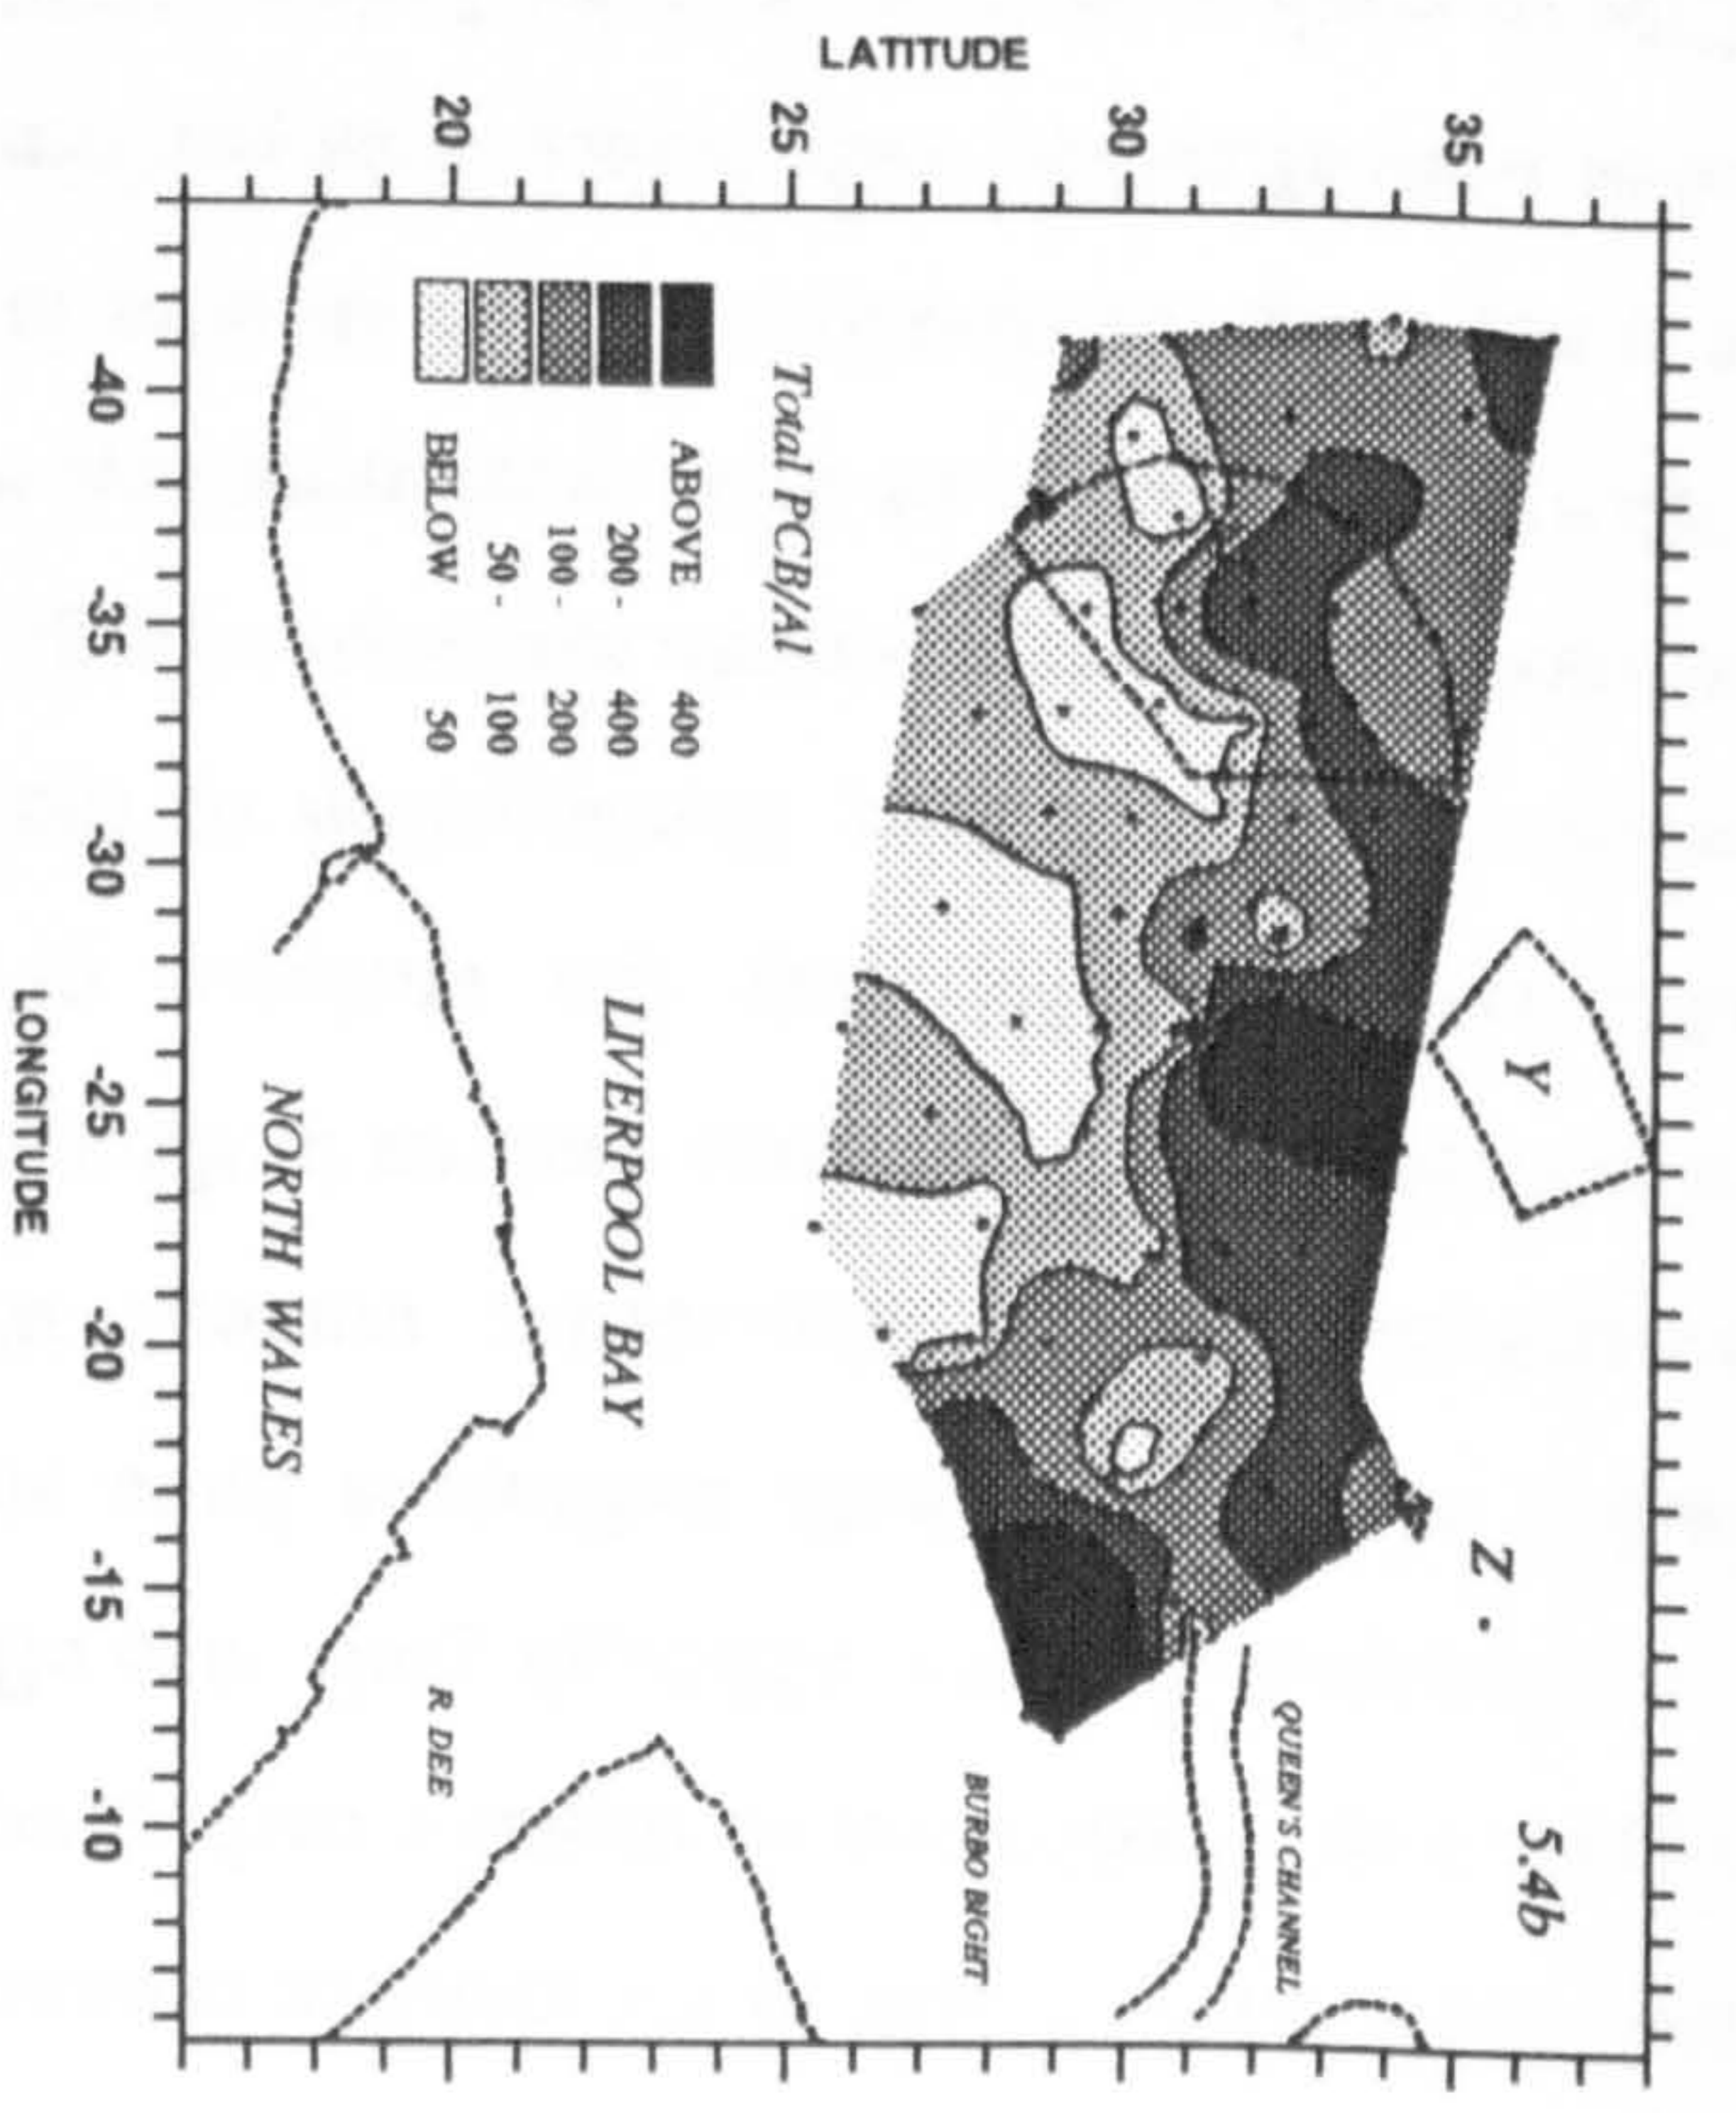 5.4b
Y
Z
QUEEN'S CHANNEL
BURBO BIGHT
LIVERPOOL BAY
R DEE
NORTH WALES
Total PCB/Al
ABOVE 400
200 - 400
100 - 200
50 - 100
BELOW 50
LATITUDE
35
30
25
20
-40 -35 -30 -25 -20 -15 -10
LONGITUDE